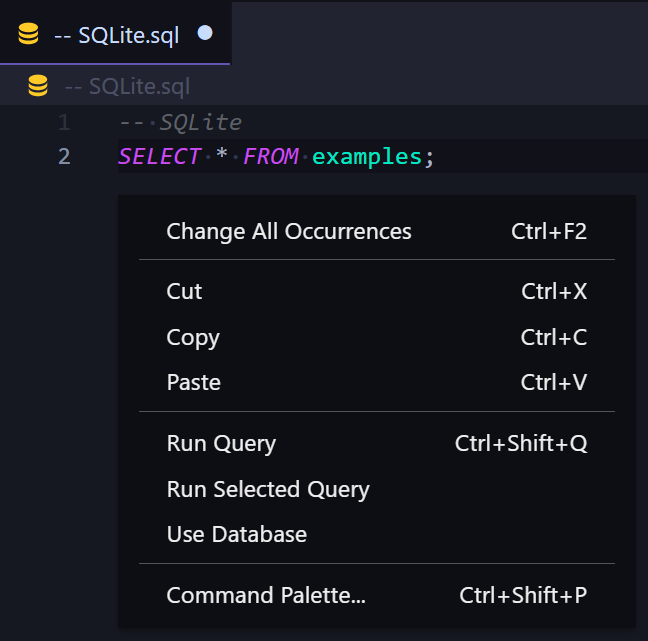 -- SQLite.sql
-- SQLite.sql
1 -- SQLite
2 SELECT * FROM examples;
Change All Occurrences Ctrl+F2
Cut Ctrl+X
Copy Ctrl+C
Paste Ctrl+V
Run Query Ctrl+Shift+Q
Run Selected Query
Use Database
Command Palette... Ctrl+Shift+P